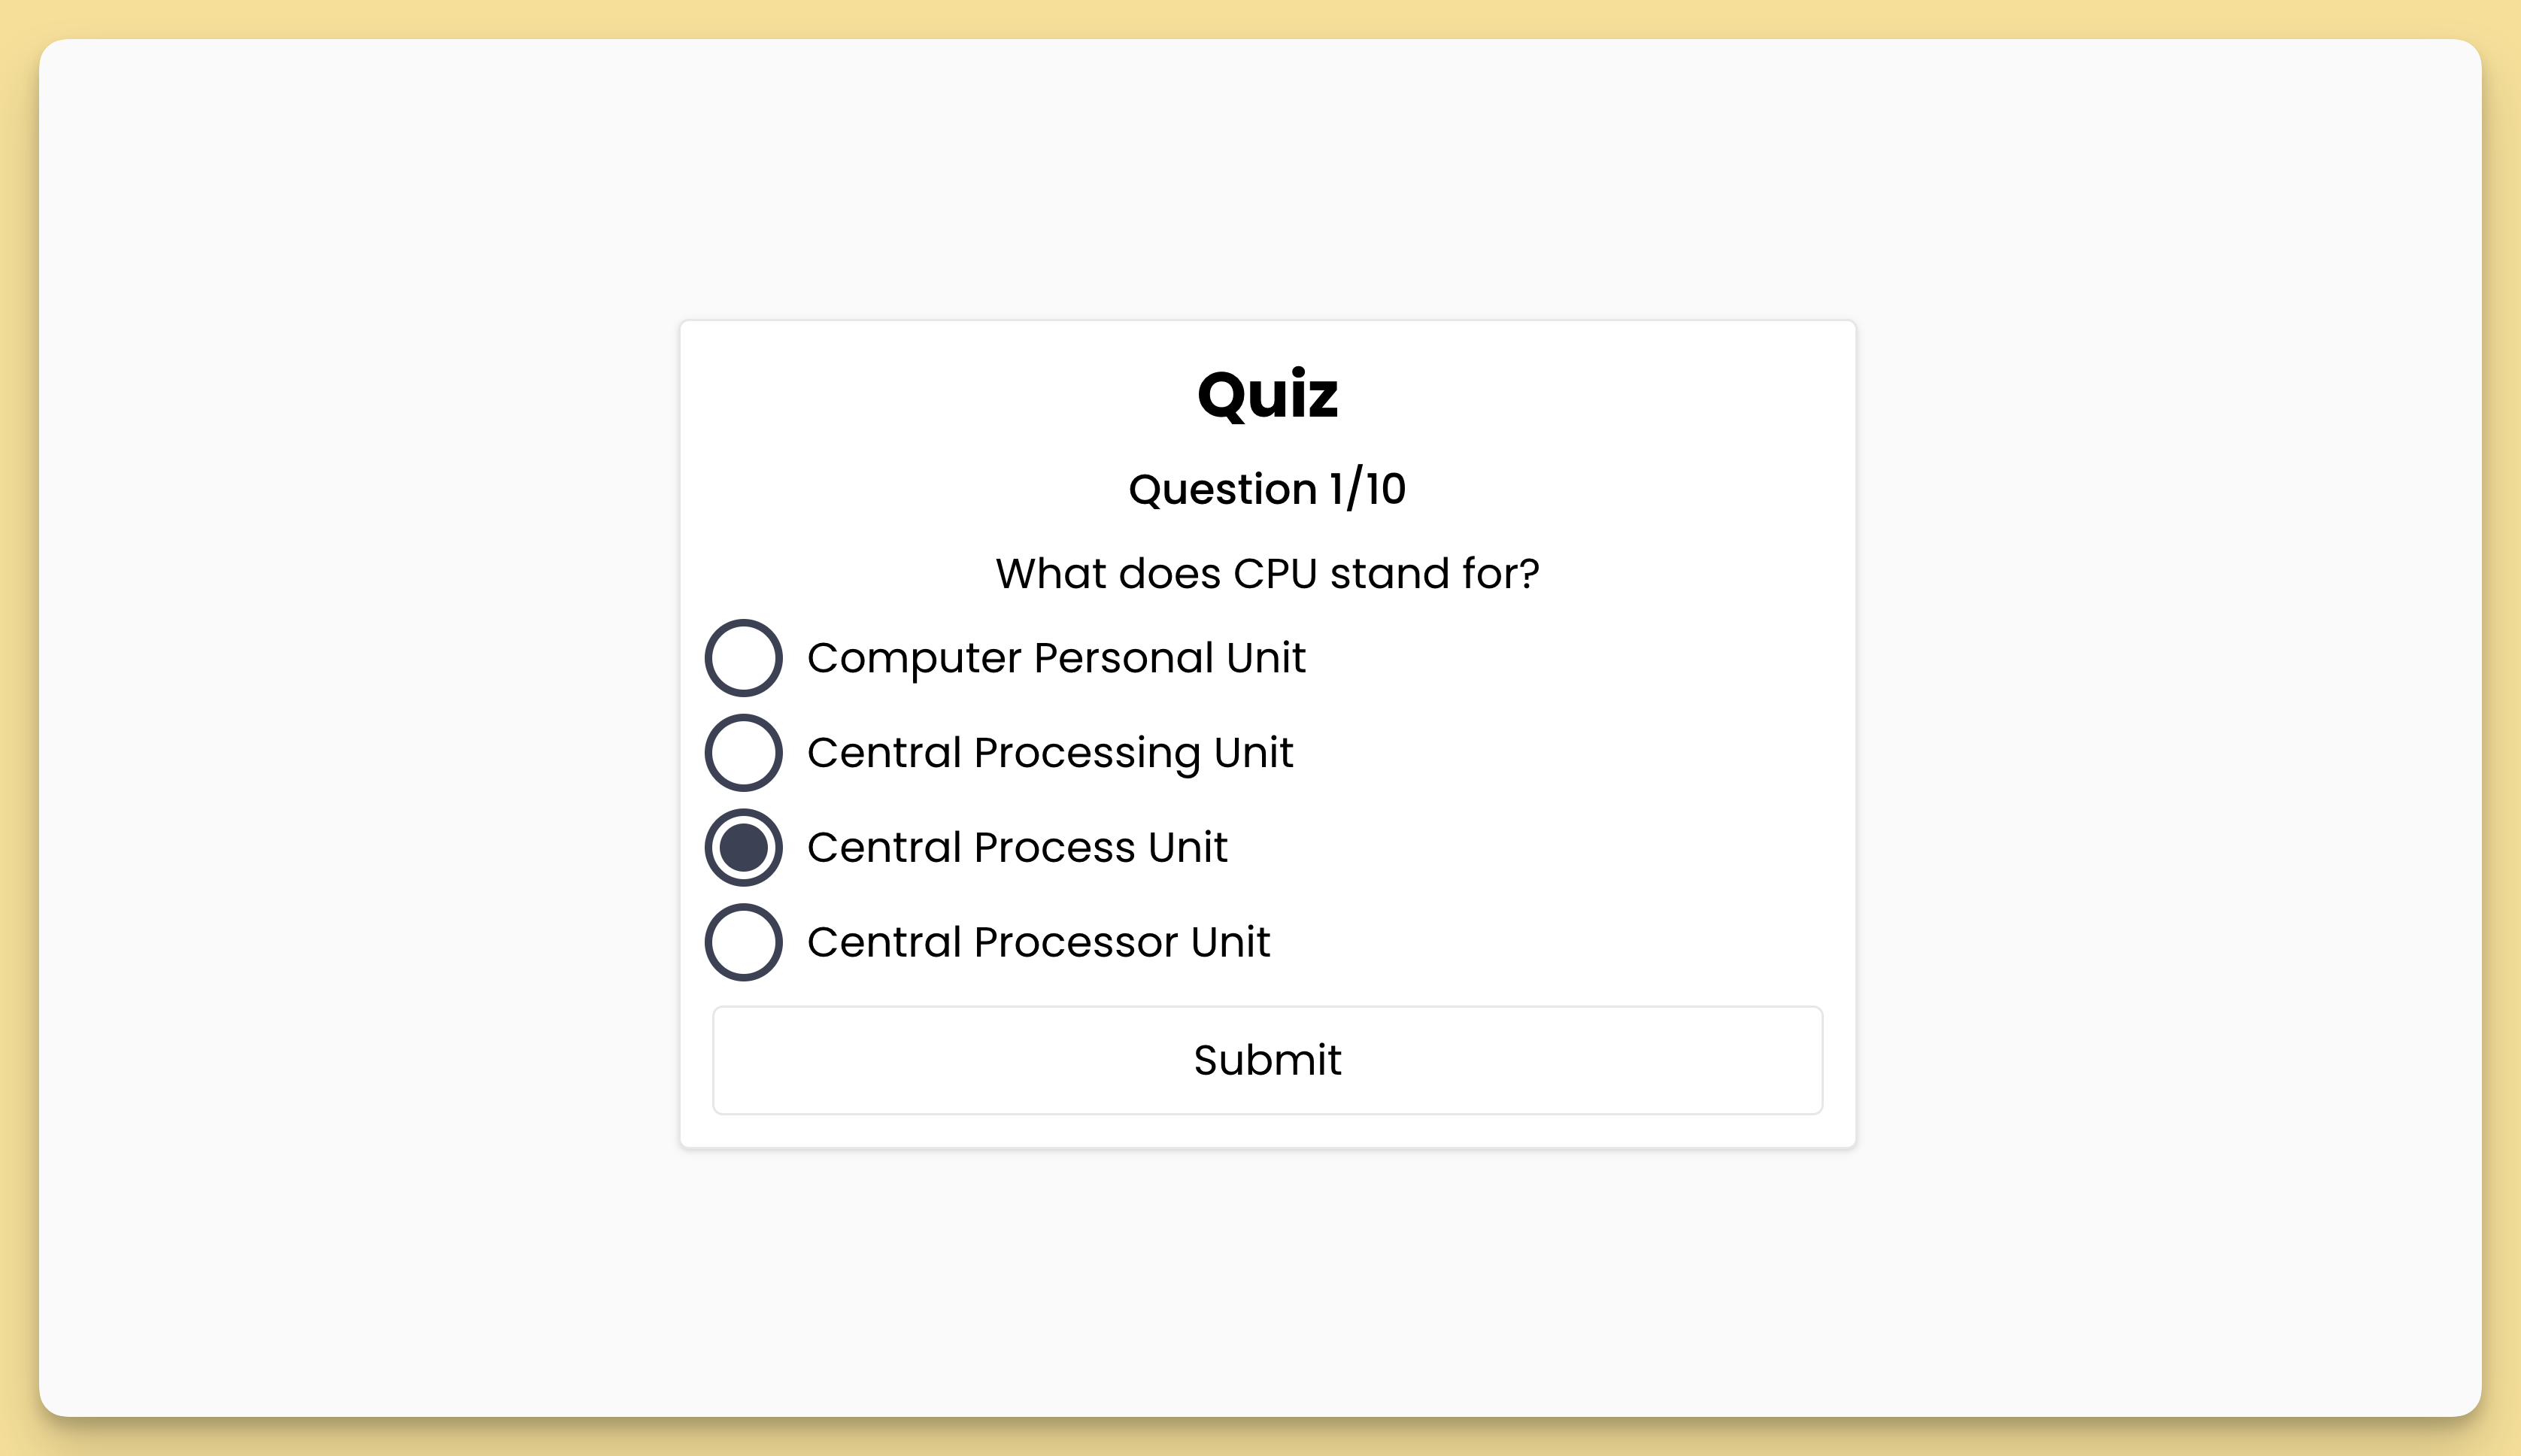 Quiz
Question 1/10
What does CPU stand for?
Computer Personal Unit
Central Processing Unit
Central Process Unit
Central Processor Unit
Submit